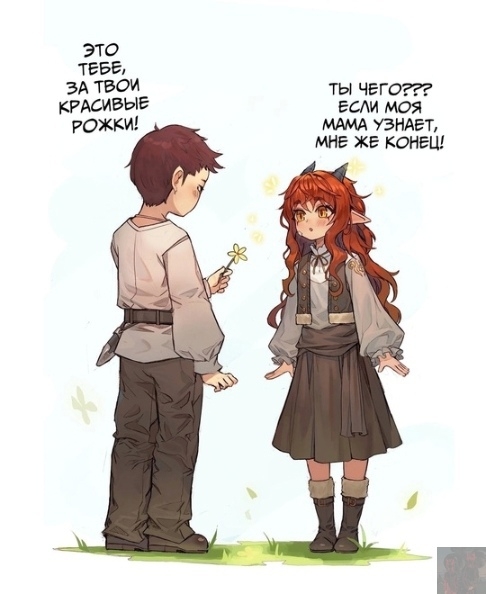 ЭТО
ТЕБЕ,
ЗА ТВОИ
КРАСИВЫЕ
РОЖКИ!
ТЫ ЧЕГО???
ЕСЛИ МОЯ
МАМА УЗНАЕТ,
МНЕ ЖЕ КОНЕЦ!